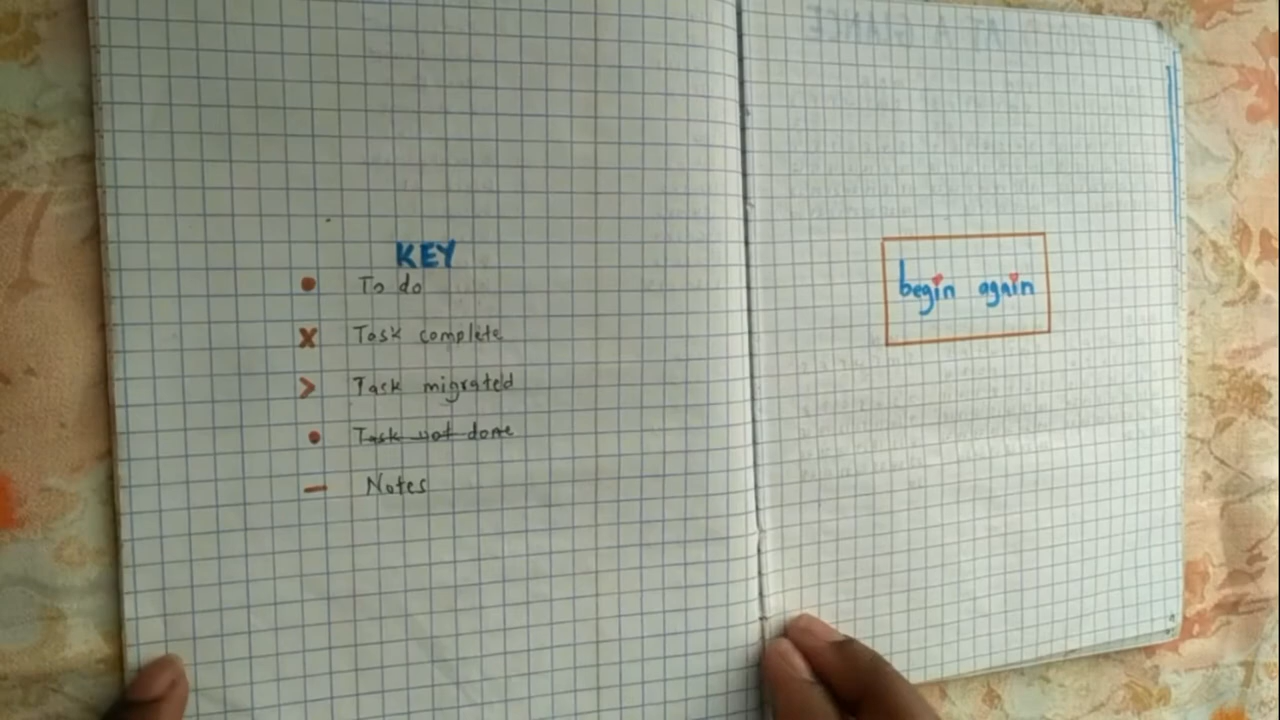 KEY
• To do
x Task complete
> Task migrated
• Task not done
– Notes
begin again